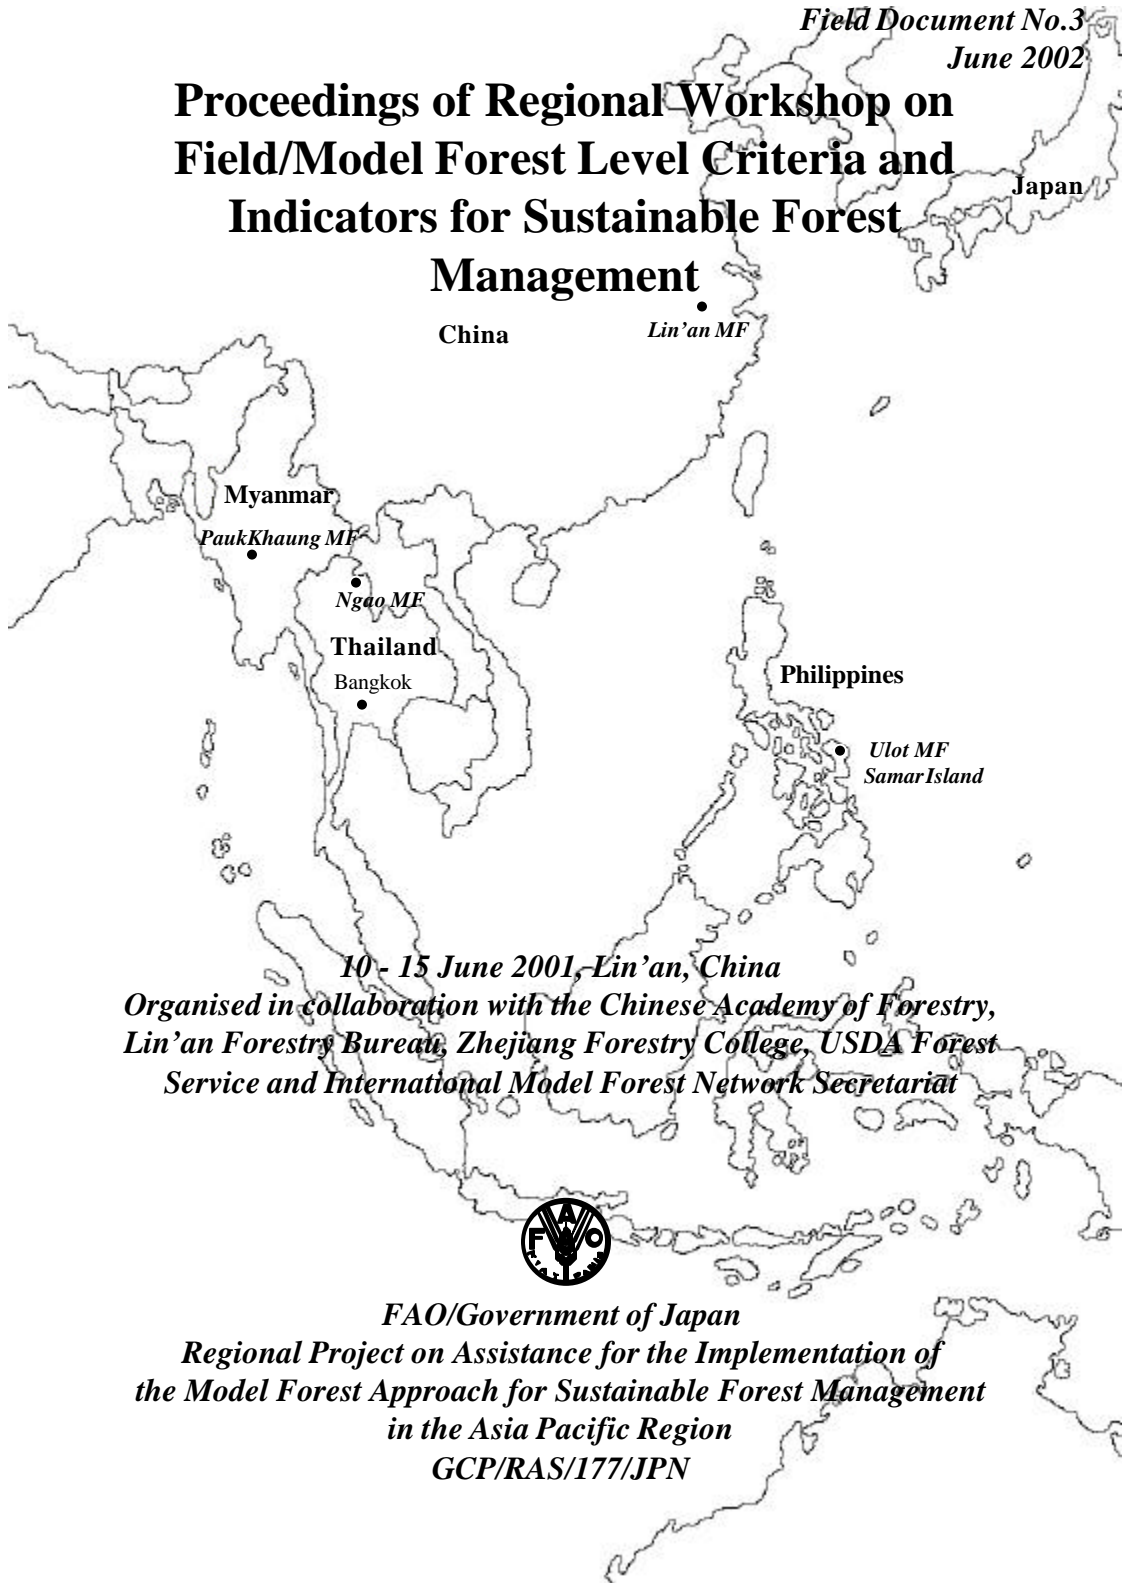 Field Document No.3
June 2002
Proceedings of Regional Workshop on
Field/Model Forest Level Criteria and
Indicators for Sustainable Forest
Management
Japan
China
Lin'an MF
Myanmar
PaukKhaung MF
Ngao MF
Thailand
Bangkok
Philippines
Ulot MF
Samar Island
10 - 15 June 2001, Lin'an, China
Organised in collaboration with the Chinese Academy of Forestry,
Lin'an Forestry Bureau, Zhejiang Forestry College, USDA Forest
Service and International Model Forest Network Secretariat
FAO
FIAT PANIS
FAO/Government of Japan
Regional Project on Assistance for the Implementation of
the Model Forest Approach for Sustainable Forest Management
in the Asia Pacific Region
GCP/RAS/177/JPN